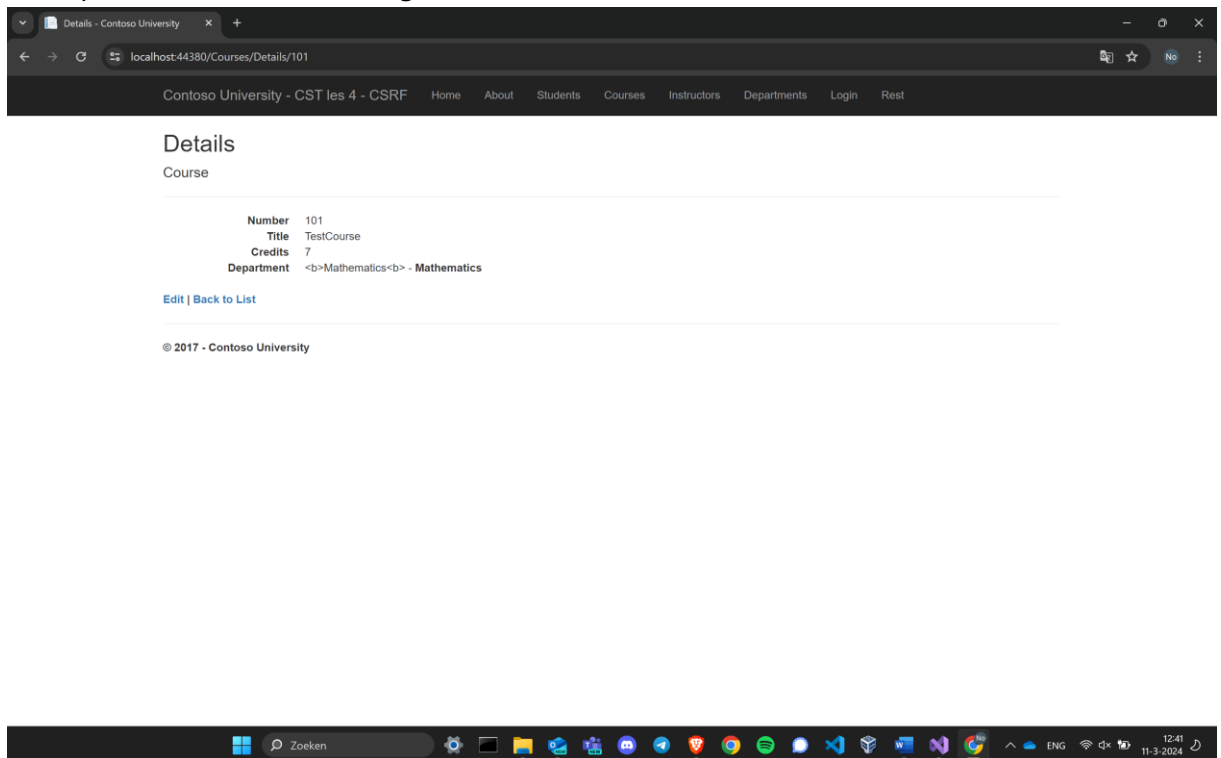 Details - Contoso University
localhost:44380/Courses/Details/101
No
Contoso University - CST les 4 - CSRF Home About Students Courses Instructors Departments Login Rest
Details
Course
Number 101
Title TestCourse
Credits 7
Department <b>Mathematics<b> - Mathematics
Edit | Back to List
© 2017 - Contoso University
Zoeken
ENG
12:41
11-3-2024